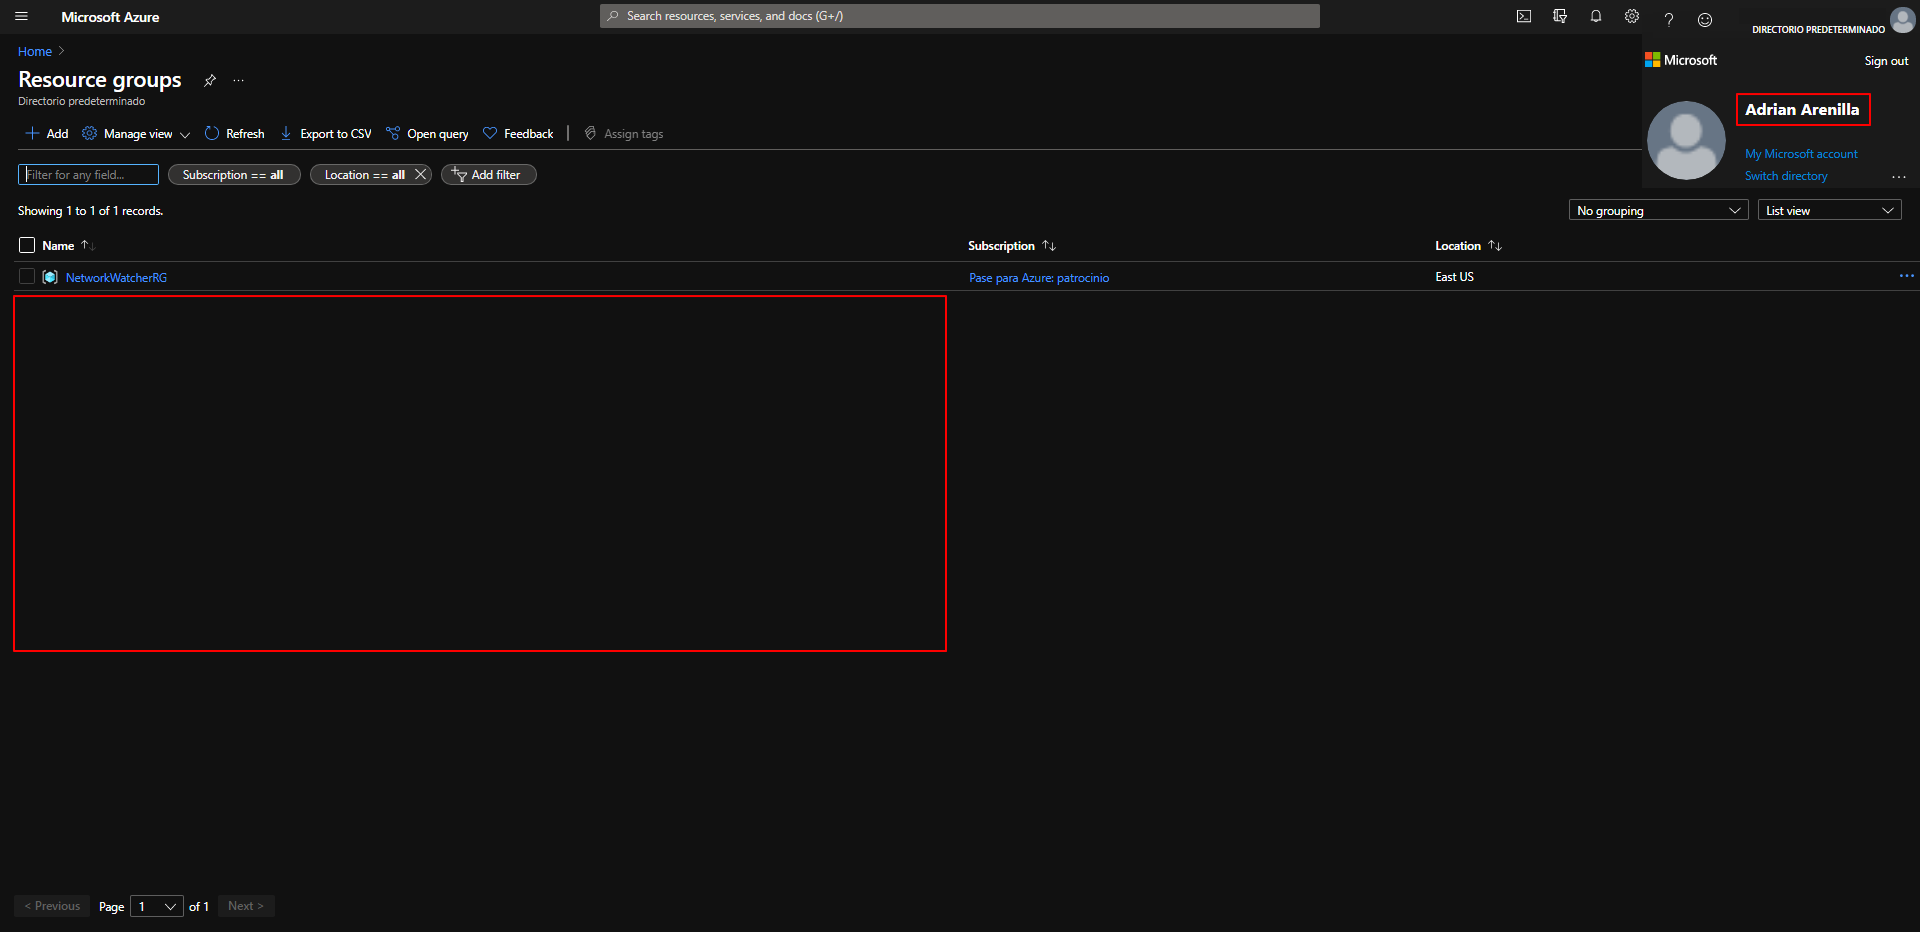 Microsoft Azure
Search resources, services, and docs (G+/)
DIRECTORIO PREDETERMINADO
Home
Microsoft
Sign out
Resource groups
Directorio predeterminado
Adrian Arenilla
My Microsoft account
Switch directory
Add
Manage view
Refresh
Export to CSV
Open query
Feedback
Assign tags
Filter for any field...
Subscription == all
Location == all
Add filter
Showing 1 to 1 of 1 records.
No grouping
List view
Name
Subscription
Location
NetworkWatcherRG
Pase para Azure: patrocinio
East US
< Previous
Page
1
of 1
Next >